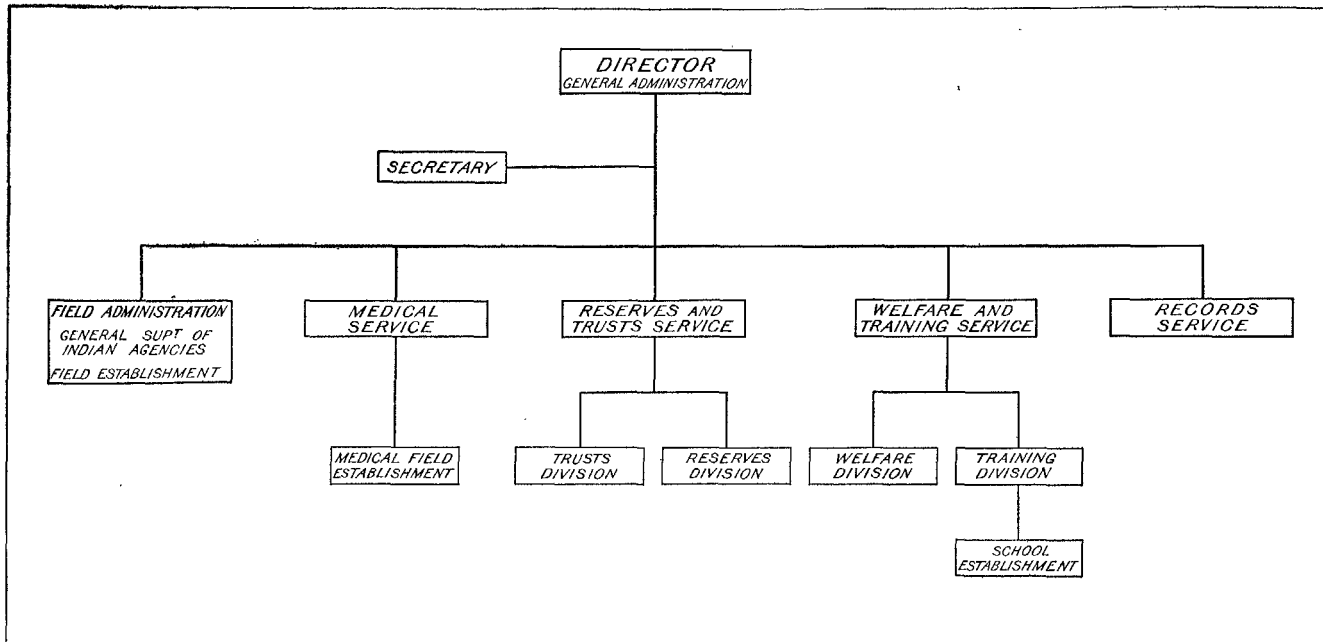 DIRECTOR
GENERAL ADMINISTRATION
SECRETARY
FIELD ADMINISTRATION
GENERAL SUPT OF
INDIAN AGENCIES
FIELD ESTABLISHMENT
MEDICAL
SERVICE
RESERVES AND
TRUSTS SERVICE
WELFARE AND
TRAINING SERVICE
RECORDS
SERVICE
MEDICAL FIELD
ESTABLISHMENT
TRUSTS
DIVISION
RESERVES
DIVISION
WELFARE
DIVISION
TRAINING
DIVISION
SCHOOL
ESTABLISHMENT